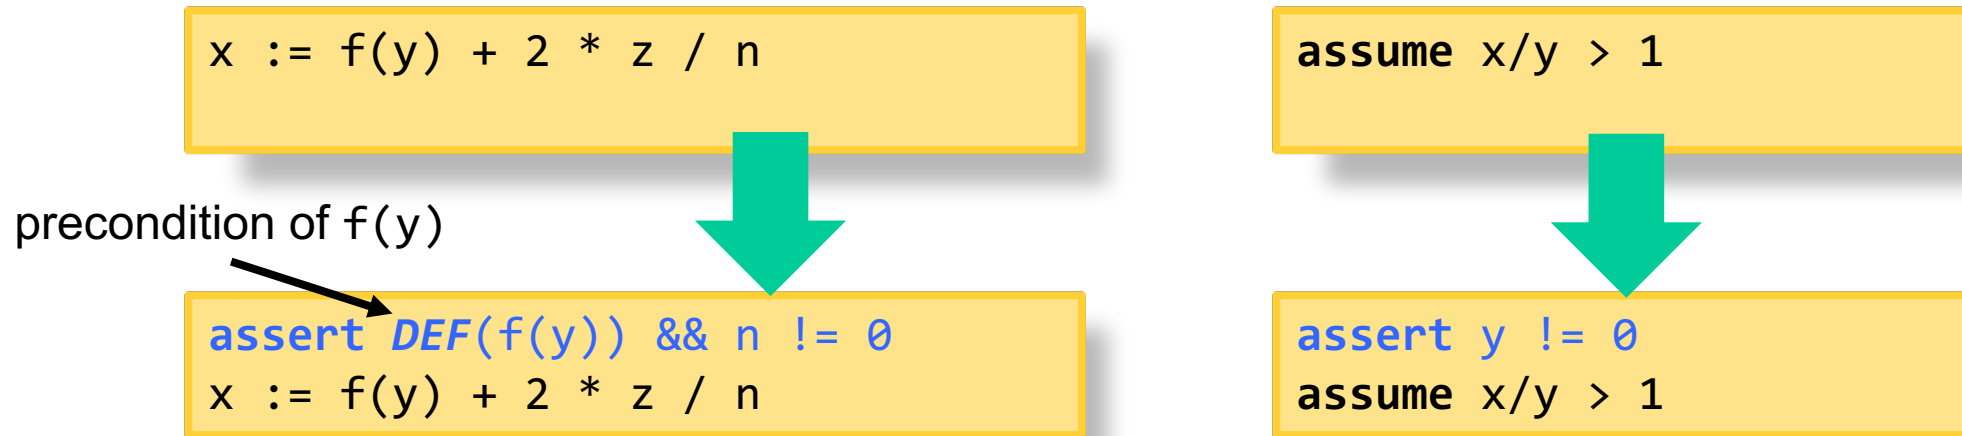 x := f(y) + 2 * z / n
assume x/y > 1
precondition of f(y)
assert DEF(f(y)) && n != 0
x := f(y) + 2 * z / n
assert y != 0
assume x/y > 1